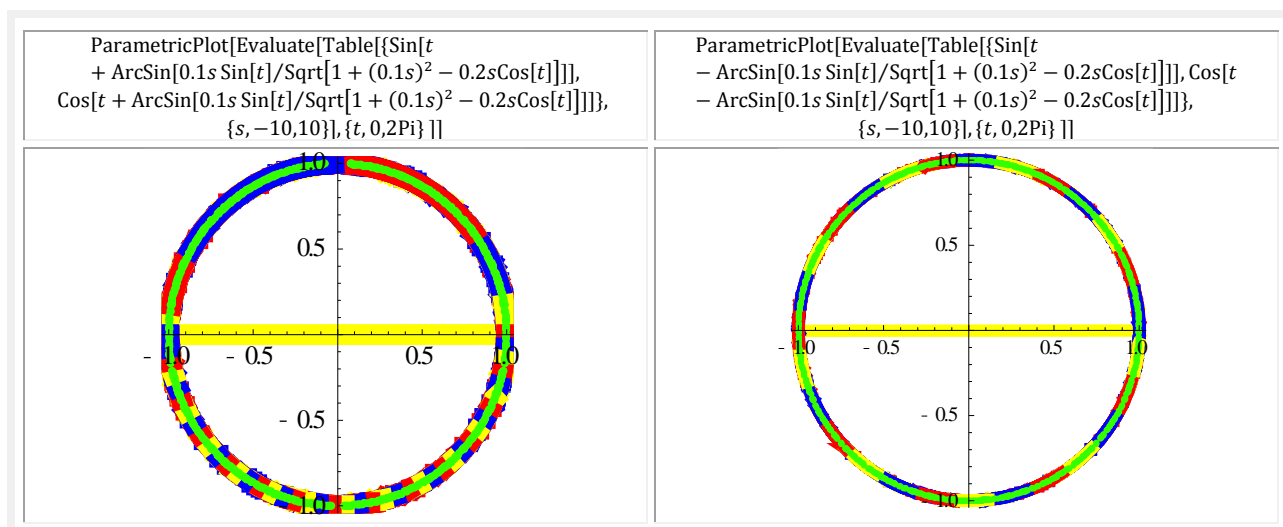 ParametricPlot[Evaluate[Table[{Sin[t
+ ArcSin[0.1s Sin[t]/Sqrt[1 + (0.1s)² − 0.2sCos[t]]]],
Cos[t + ArcSin[0.1s Sin[t]/Sqrt[1 + (0.1s)² − 0.2sCos[t]]]]},
{s, −10,10}], {t, 0,2Pi} ]]
ParametricPlot[Evaluate[Table[{Sin[t
− ArcSin[0.1s Sin[t]/Sqrt[1 + (0.1s)² − 0.2sCos[t]]]], Cos[t
− ArcSin[0.1s Sin[t]/Sqrt[1 + (0.1s)² − 0.2sCos[t]]]]},
{s, −10,10}], {t, 0,2Pi} ]]
1.0
0.5
- 1.0 - 0.5 0.5 1.0
- 0.5
1.0
1.0
0.5
- 1.0 - 0.5 0.5 1.0
- 0.5
1.0